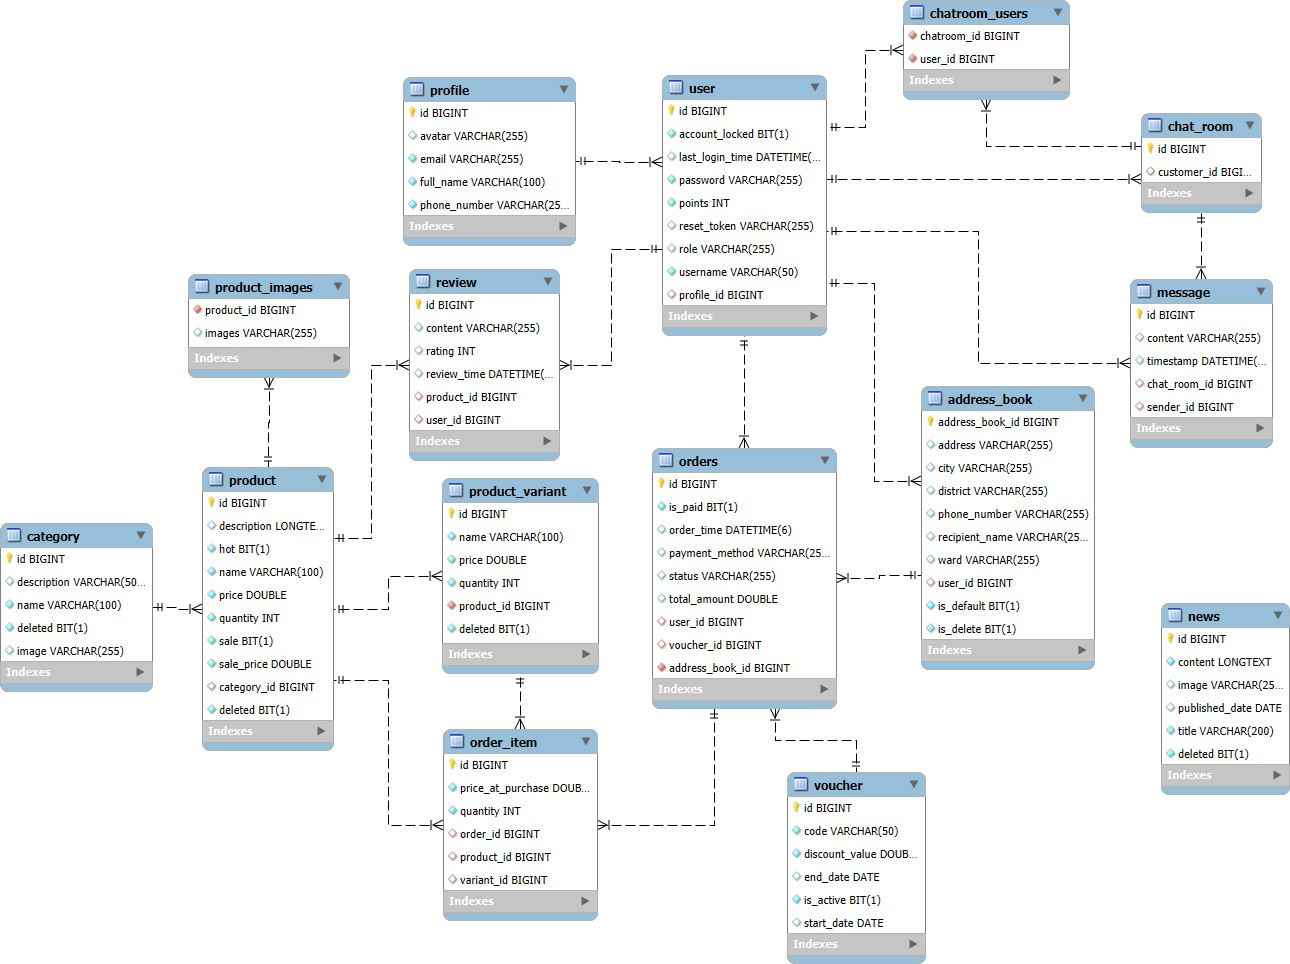 chatroom_users
chatroom_id BIGINT
user_id BIGINT
Indexes
profile
id BIGINT
avatar VARCHAR(255)
email VARCHAR(255)
full_name VARCHAR(100)
phone_number VARCHAR(25...
Indexes
user
id BIGINT
account_locked BIT(1)
last_login_time DATETIME(...
password VARCHAR(255)
points INT
reset_token VARCHAR(255)
role VARCHAR(255)
username VARCHAR(50)
profile_id BIGINT
Indexes
chat_room
id BIGINT
customer_id BIGI...
Indexes
product_images
product_id BIGINT
images VARCHAR(255)
Indexes
review
id BIGINT
content VARCHAR(255)
rating INT
review_time DATETIME(...
product_id BIGINT
user_id BIGINT
Indexes
message
id BIGINT
content VARCHAR(255)
timestamp DATETIME(...
chat_room_id BIGINT
sender_id BIGINT
Indexes
address_book
address_book_id BIGINT
address VARCHAR(255)
city VARCHAR(255)
district VARCHAR(255)
phone_number VARCHAR(255)
recipient_name VARCHAR(25...
ward VARCHAR(255)
user_id BIGINT
is_default BIT(1)
is_delete BIT(1)
Indexes
orders
id BIGINT
is_paid BIT(1)
order_time DATETIME(6)
payment_method VARCHAR(25...
status VARCHAR(255)
total_amount DOUBLE
user_id BIGINT
voucher_id BIGINT
address_book_id BIGINT
Indexes
product
id BIGINT
description LONGTE...
hot BIT(1)
name VARCHAR(100)
price DOUBLE
quantity INT
sale BIT(1)
sale_price DOUBLE
category_id BIGINT
deleted BIT(1)
Indexes
product_variant
id BIGINT
name VARCHAR(100)
price DOUBLE
quantity INT
product_id BIGINT
deleted BIT(1)
Indexes
category
id BIGINT
description VARCHAR(50...
name VARCHAR(100)
deleted BIT(1)
image VARCHAR(255)
Indexes
news
id BIGINT
content LONGTEXT
image VARCHAR(25...
published_date DATE
title VARCHAR(200)
deleted BIT(1)
Indexes
order_item
id BIGINT
price_at_purchase DOUB...
quantity INT
order_id BIGINT
product_id BIGINT
variant_id BIGINT
Indexes
voucher
id BIGINT
code VARCHAR(50)
discount_value DOUB...
end_date DATE
is_active BIT(1)
start_date DATE
Indexes